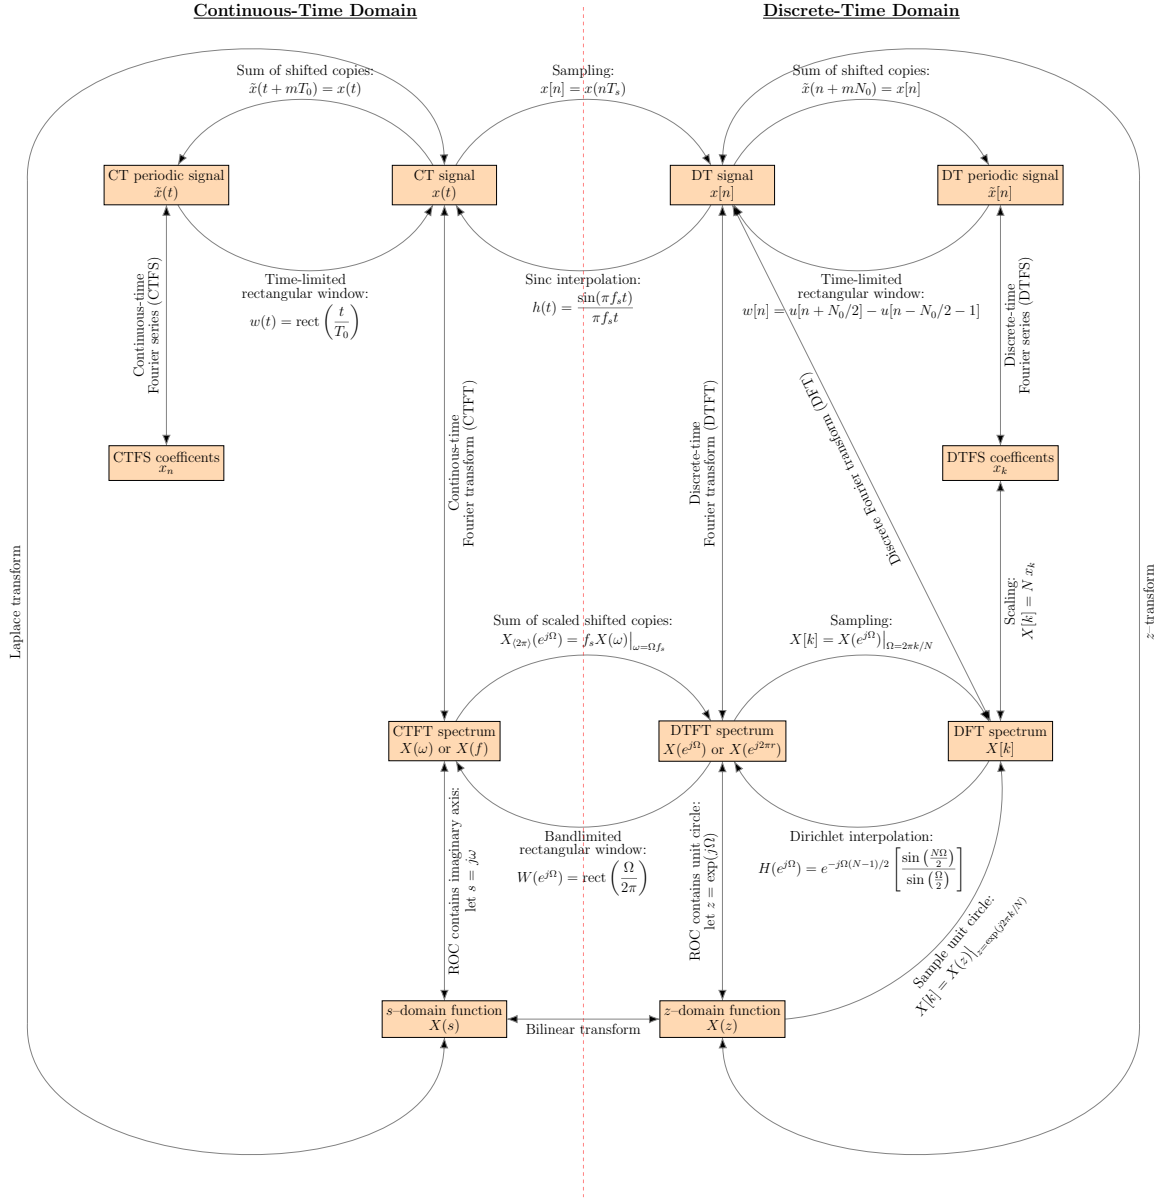 Continuous-Time Domain
Discrete-Time Domain
Sum of shifted copies:
x̃(t + mT₀) = x(t)
Sampling:
x[n] = x(nTₛ)
Sum of shifted copies:
x̃(n + mN₀) = x[n]
CT periodic signal
x̃(t)
CT signal
x(t)
DT signal
x[n]
DT periodic signal
x̃[n]
Time-limited
rectangular window:
w(t) = rect(t/T₀)
Sinc interpolation:
h(t) = sin(πfₛt)/πfₛt
Time-limited
rectangular window:
w[n] = u[n + N₀/2] − u[n − N₀/2 − 1]
Continuous-time
Fourier series (CTFS)
Continous-time
Fourier transform (CTFT)
Discrete-time
Fourier transform (DTFT)
Discrete Fourier transform (DFT)
Discrete-time
Fourier series (DTFS)
CTFS coefficents
xₙ
DTFS coefficents
xₖ
Laplace transform
z–transform
Scaling:
X[k] = N xₖ
Sum of scaled shifted copies:
X_⟨2π⟩(e^{jΩ}) = fₛX(ω)|_{ω=Ωfₛ}
Sampling:
X[k] = X(e^{jΩ})|_{Ω=2πk/N}
CTFT spectrum
X(ω) or X(f)
DTFT spectrum
X(e^{jΩ}) or X(e^{j2πr})
DFT spectrum
X[k]
ROC contains imaginary axis:
let s = jω
Bandlimited
rectangular window:
W(e^{jΩ}) = rect(Ω/2π)
ROC contains unit circle:
let z = exp(jΩ)
Dirichlet interpolation:
H(e^{jΩ}) = e^{−jΩ(N−1)/2} [sin(NΩ/2)/sin(Ω/2)]
Sample unit circle:
X[k] = X(z)|_{z=exp(j2πk/N)}
s–domain function
X(s)
Bilinear transform
z–domain function
X(z)